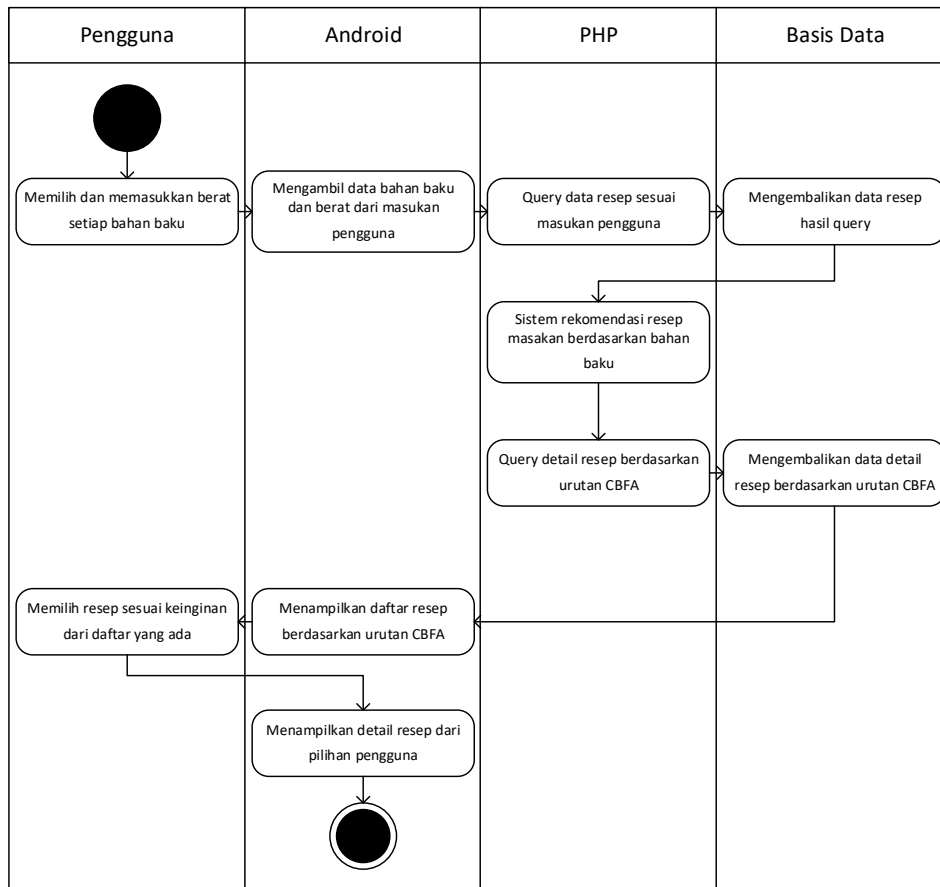 Pengguna
Android
PHP
Basis Data
Memilih dan memasukkan berat
setiap bahan baku
Mengambil data bahan baku
dan berat dari masukan
pengguna
Query data resep sesuai
masukan pengguna
Mengembalikan data resep
hasil query
Sistem rekomendasi resep
masakan berdasarkan bahan
baku
Query detail resep berdasarkan
urutan CBFA
Mengembalikan data detail
resep berdasarkan urutan CBFA
Menampilkan daftar resep
berdasarkan urutan CBFA
Memilih resep sesuai keinginan
dari daftar yang ada
Menampilkan detail resep dari
pilihan pengguna